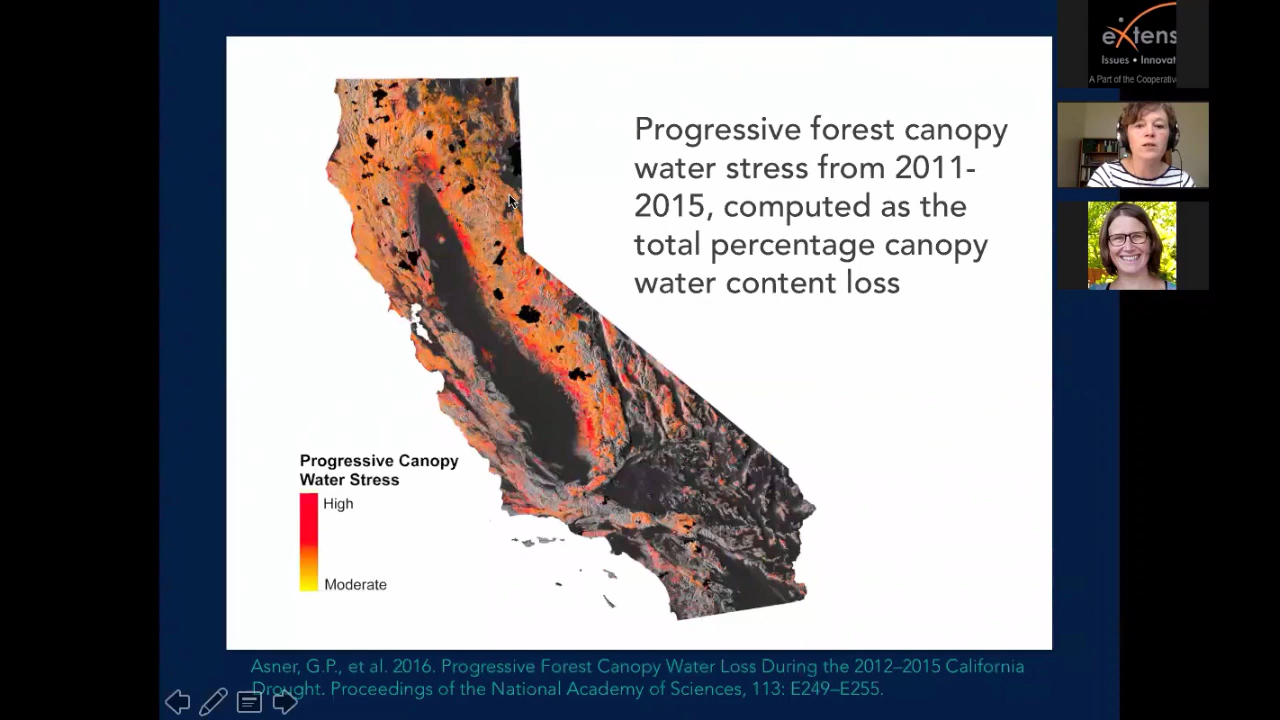 Progressive forest canopy
water stress from 2011-
2015, computed as the
total percentage canopy
water content loss
Progressive Canopy
Water Stress
High
Moderate
Asner, G.P., et al. 2016. Progressive Forest Canopy Water Loss During the 2012–2015 California
Drought. Proceedings of the National Academy of Sciences, 113: E249–E255.
eXtens
Issues • Innovat
A Part of the Cooperativ